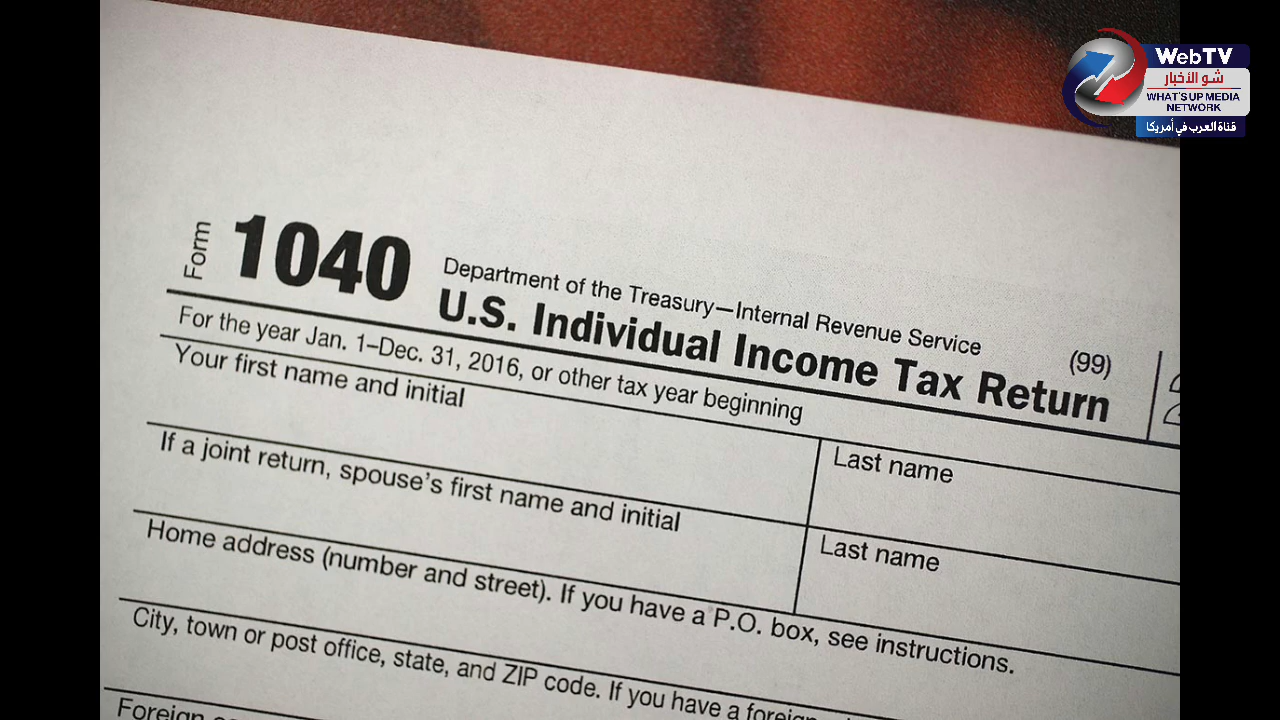 WebTV
شو الأخبار
WHAT'S UP MEDIA
NETWORK
قناة العرب في أمريكا
Form
1040
Department of the Treasury—Internal Revenue Service
U.S. Individual Income Tax Return
(99)
For the year Jan. 1–Dec. 31, 2016, or other tax year beginning
Your first name and initial
Last name
If a joint return, spouse's first name and initial
Last name
Home address (number and street). If you have a P.O. box, see instructions.
City, town or post office, state, and ZIP code. If you have a foreign
Foreign